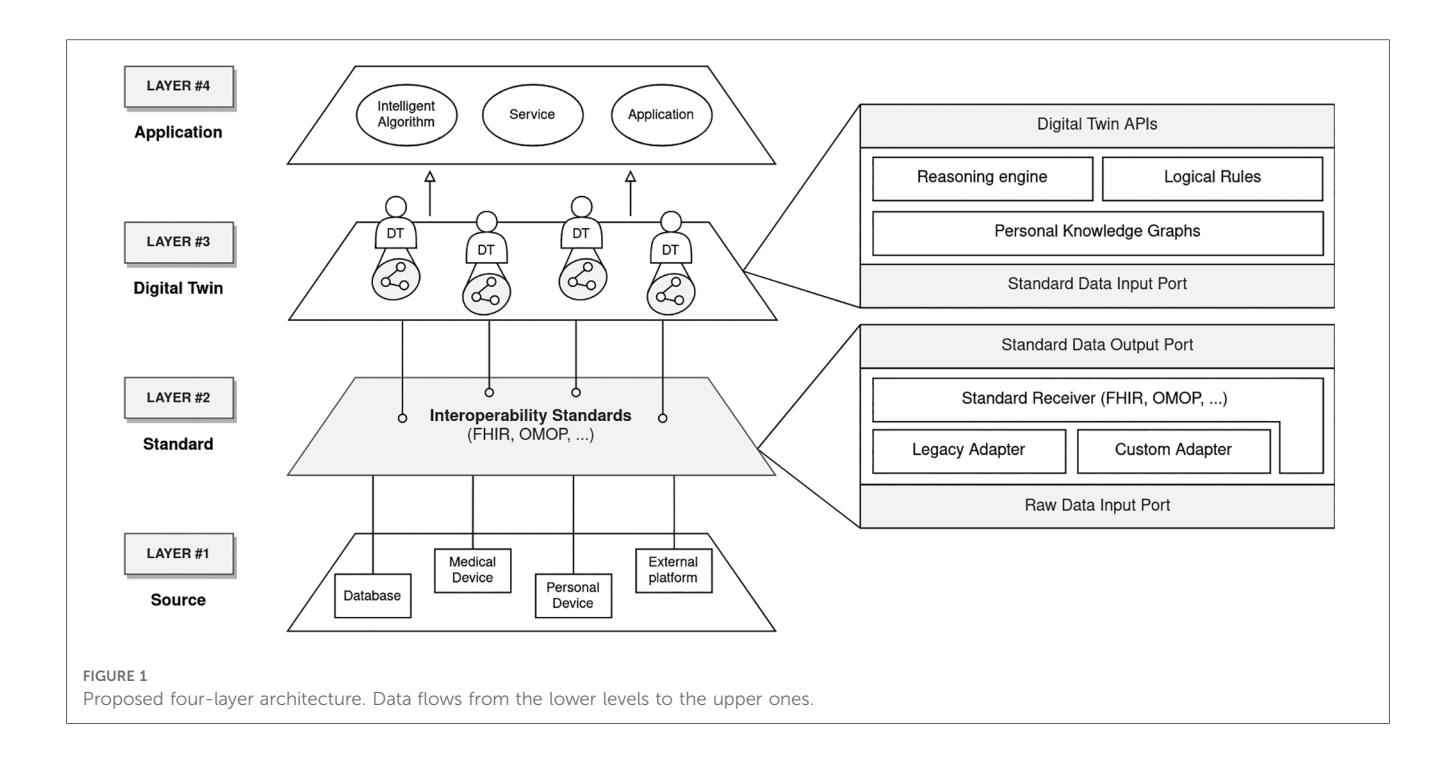 LAYER #4
Application
Intelligent
Algorithm
Service
Application
LAYER #3
Digital Twin
DT
DT
DT
DT
Digital Twin APIs
Reasoning engine
Logical Rules
Personal Knowledge Graphs
Standard Data Input Port
LAYER #2
Standard
Interoperability Standards
(FHIR, OMOP, ...)
Standard Data Output Port
Standard Receiver (FHIR, OMOP, ...)
Legacy Adapter
Custom Adapter
Raw Data Input Port
LAYER #1
Source
Database
Medical
Device
Personal
Device
External
platform
FIGURE 1
Proposed four-layer architecture. Data flows from the lower levels to the upper ones.